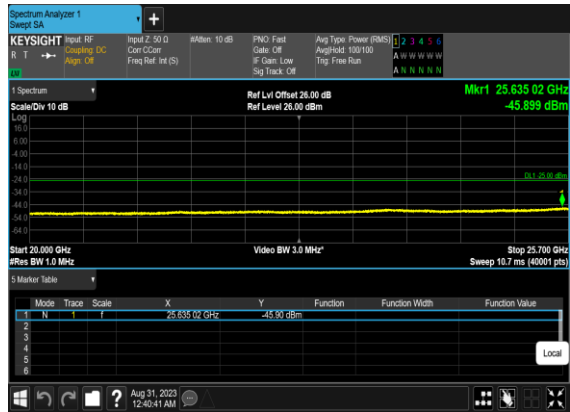 Spectrum Analyzer 1
Swept SA
+
KEYSIGHT Input: RF Input Z: 50 Ω #Atten: 10 dB PNO: Fast Avg Type: Power (RMS) 1 2 3 4 5 6
R T Coupling: DC Corr CCorr Gate: Off Avg|Hold: 100/100 A W W W W W
Align: Off Freq Ref: Int (S) IF Gain: Low Trig: Free Run
Sig Track: Off A N N N N N
1 Spectrum Ref Lvl Offset 26.00 dB Mkr1 25.635 02 GHz
Scale/Div 10 dB Ref Level 26.00 dBm -45.899 dBm
Log
16.0
6.00
-4.00
-14.0
-24.0 DL1 -25.00 dBm
-34.0 1
-44.0
-54.0
-64.0
Start 20.000 GHz Video BW 3.0 MHz* Stop 25.700 GHz
#Res BW 1.0 MHz Sweep 10.7 ms (40001 pts)
5 Marker Table
Mode Trace Scale X Y Function Function Width Function Value
1 N 1 f 25.635 02 GHz -45.90 dBm
2
3
4
5
6
Local
? Aug 31, 2023
12:40:41 AM